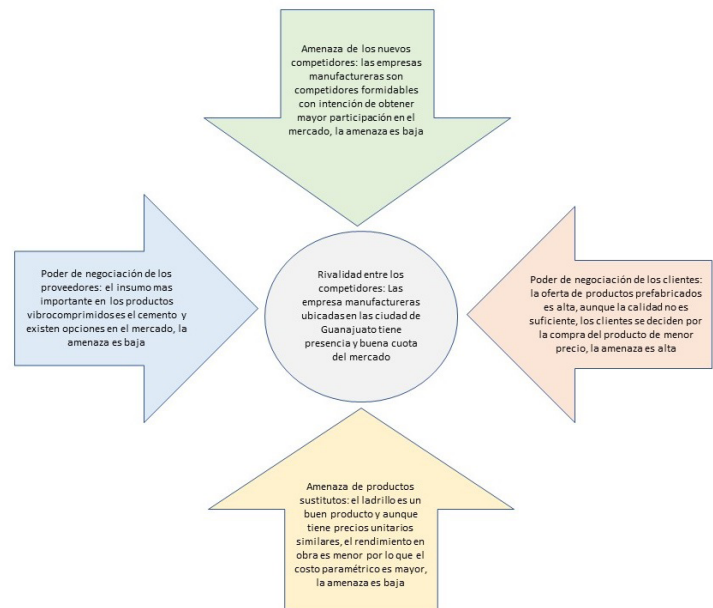 Amenaza de los nuevos
competidores: las empresas
manufactureras son
competidores formidables
con intención de obtener
mayor participación en el
mercado, la amenaza es baja
Poder de negociación de los
proveedores: el insumo mas
importante en los productos
vibrocomprimidos es el cemento y
existen opciones en el mercado, la
amenaza es baja
Rivalidad entre los
competidores: Las
empresa manufactureras
ubicadas en las ciudad de
Guanajuato tiene
presencia y buena cuota
del mercado
Poder de negociación de los clientes:
la oferta de productos prefabricados
es alta, aunque la calidad no es
suficiente, los clientes se deciden por
la compra del producto de menor
precio, la amenaza es alta
Amenaza de productos
sustitutos: el ladrillo es un
buen producto y aunque
tiene precios unitarios
similares, el rendimiento en
obra es menor por lo que el
costo paramétrico es mayor,
la amenaza es baja